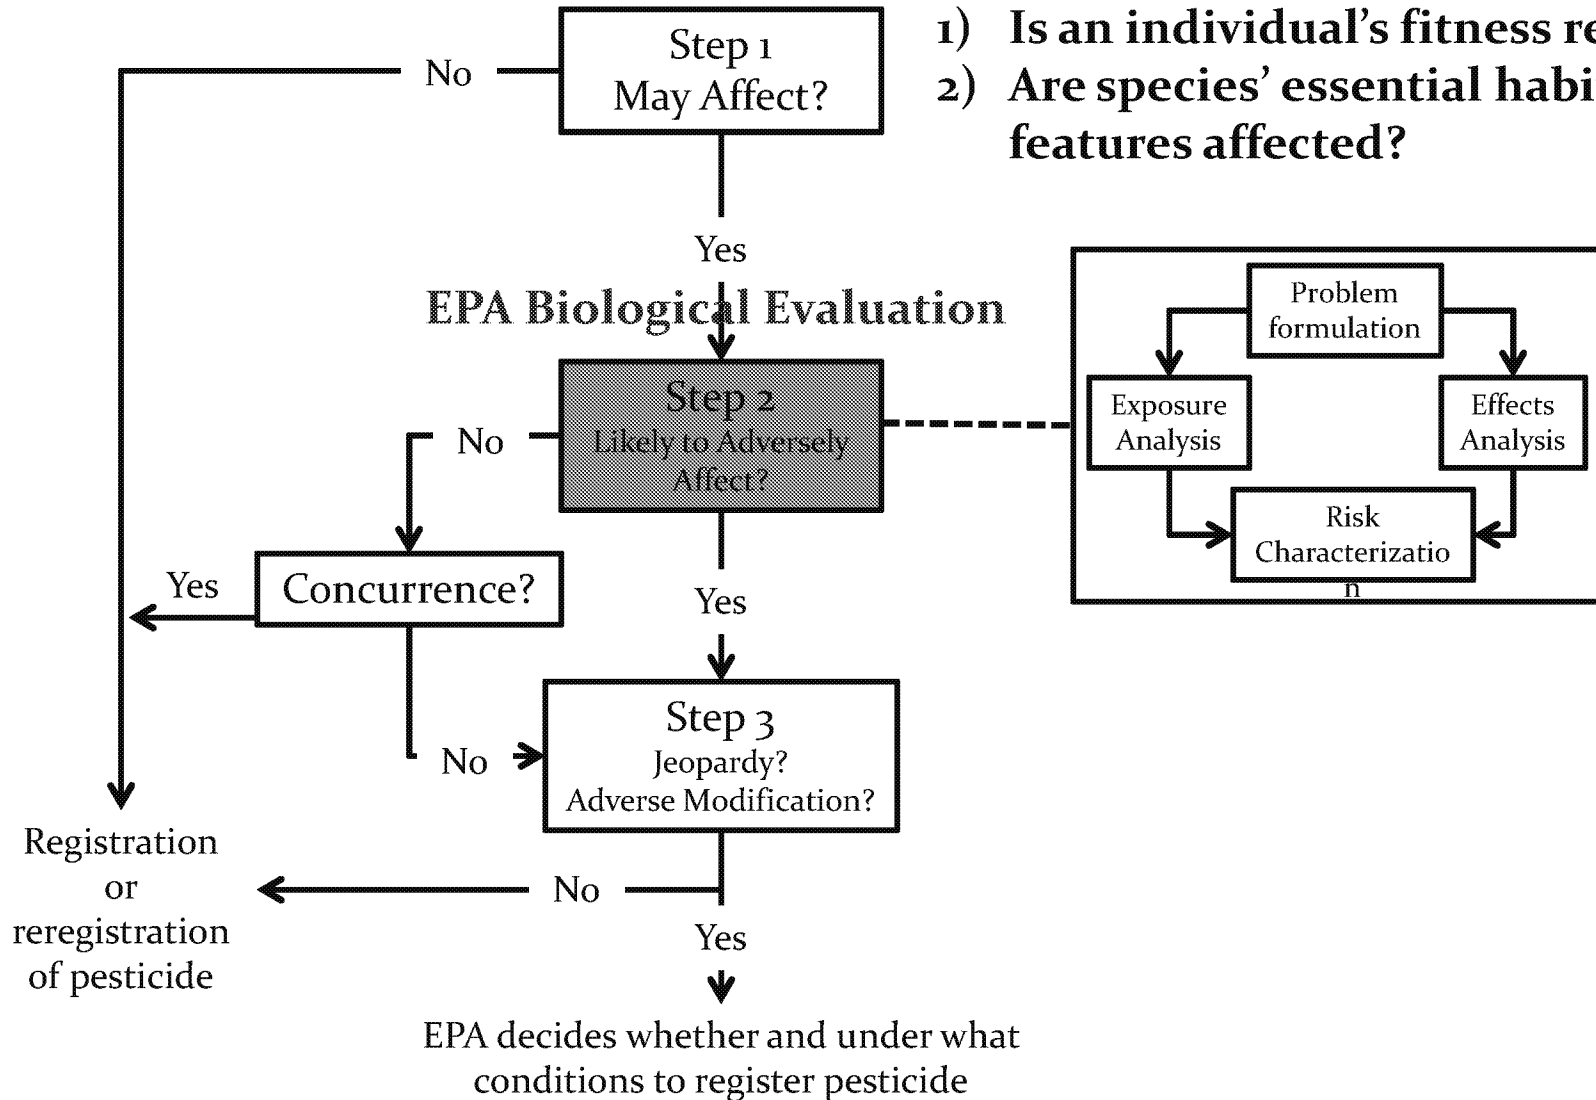 Step 1
May Affect?
No
1) Is an individual's fitness
2) Are species' essential
features affected?
Yes
EPA Biological Evaluation
Problem
formulation
Exposure
Analysis
Effects
Analysis
Risk
Characterizatio
n
Step 2
Likely to Adversely
Affect?
No
Yes
Concurrence?
Yes
No
Step 3
Jeopardy?
Adverse Modification?
Registration
or
reregistration
of pesticide
No
Yes
EPA decides whether and under what
conditions to register pesticide